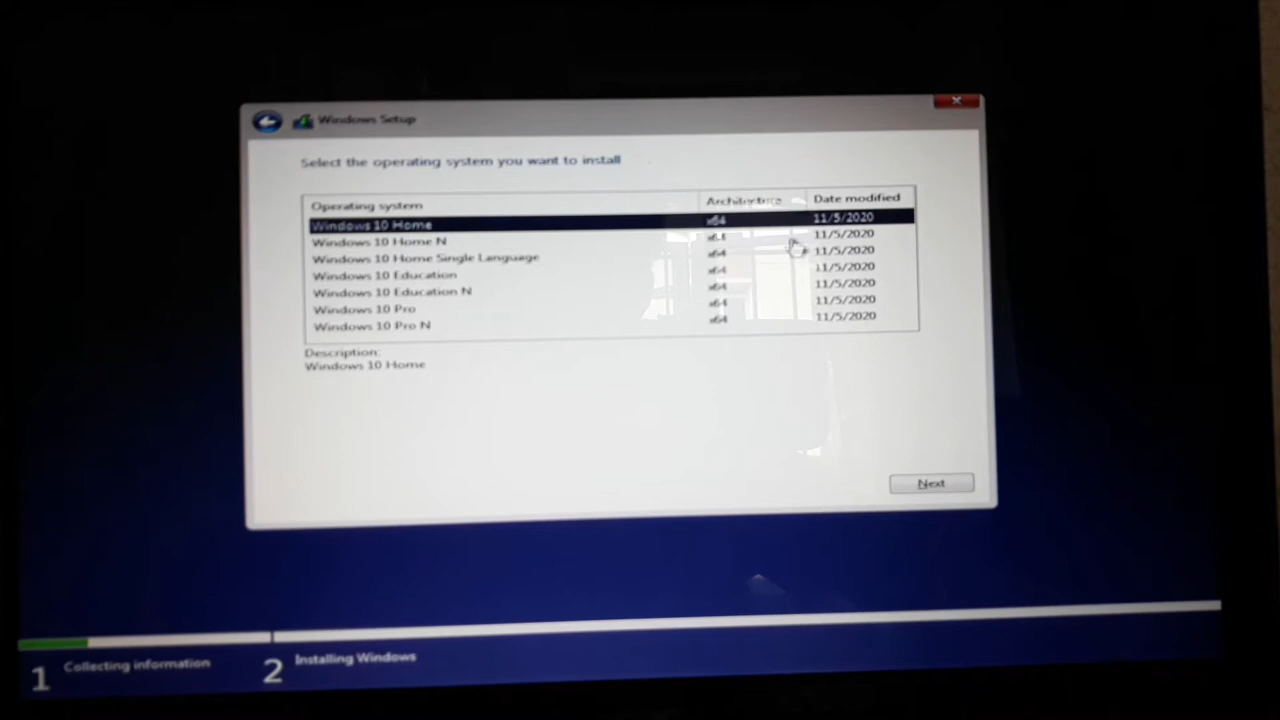 Windows Setup
Select the operating system you want to install
Operating system Architecture Date modified
Windows 10 Home x64 11/5/2020
Windows 10 Home N x64 11/5/2020
Windows 10 Home Single Language x64 11/5/2020
Windows 10 Education x64 11/5/2020
Windows 10 Education N x64 11/5/2020
Windows 10 Pro x64 11/5/2020
Windows 10 Pro N x64 11/5/2020
Description:
Windows 10 Home
Next
1 Collecting information 2 Installing Windows